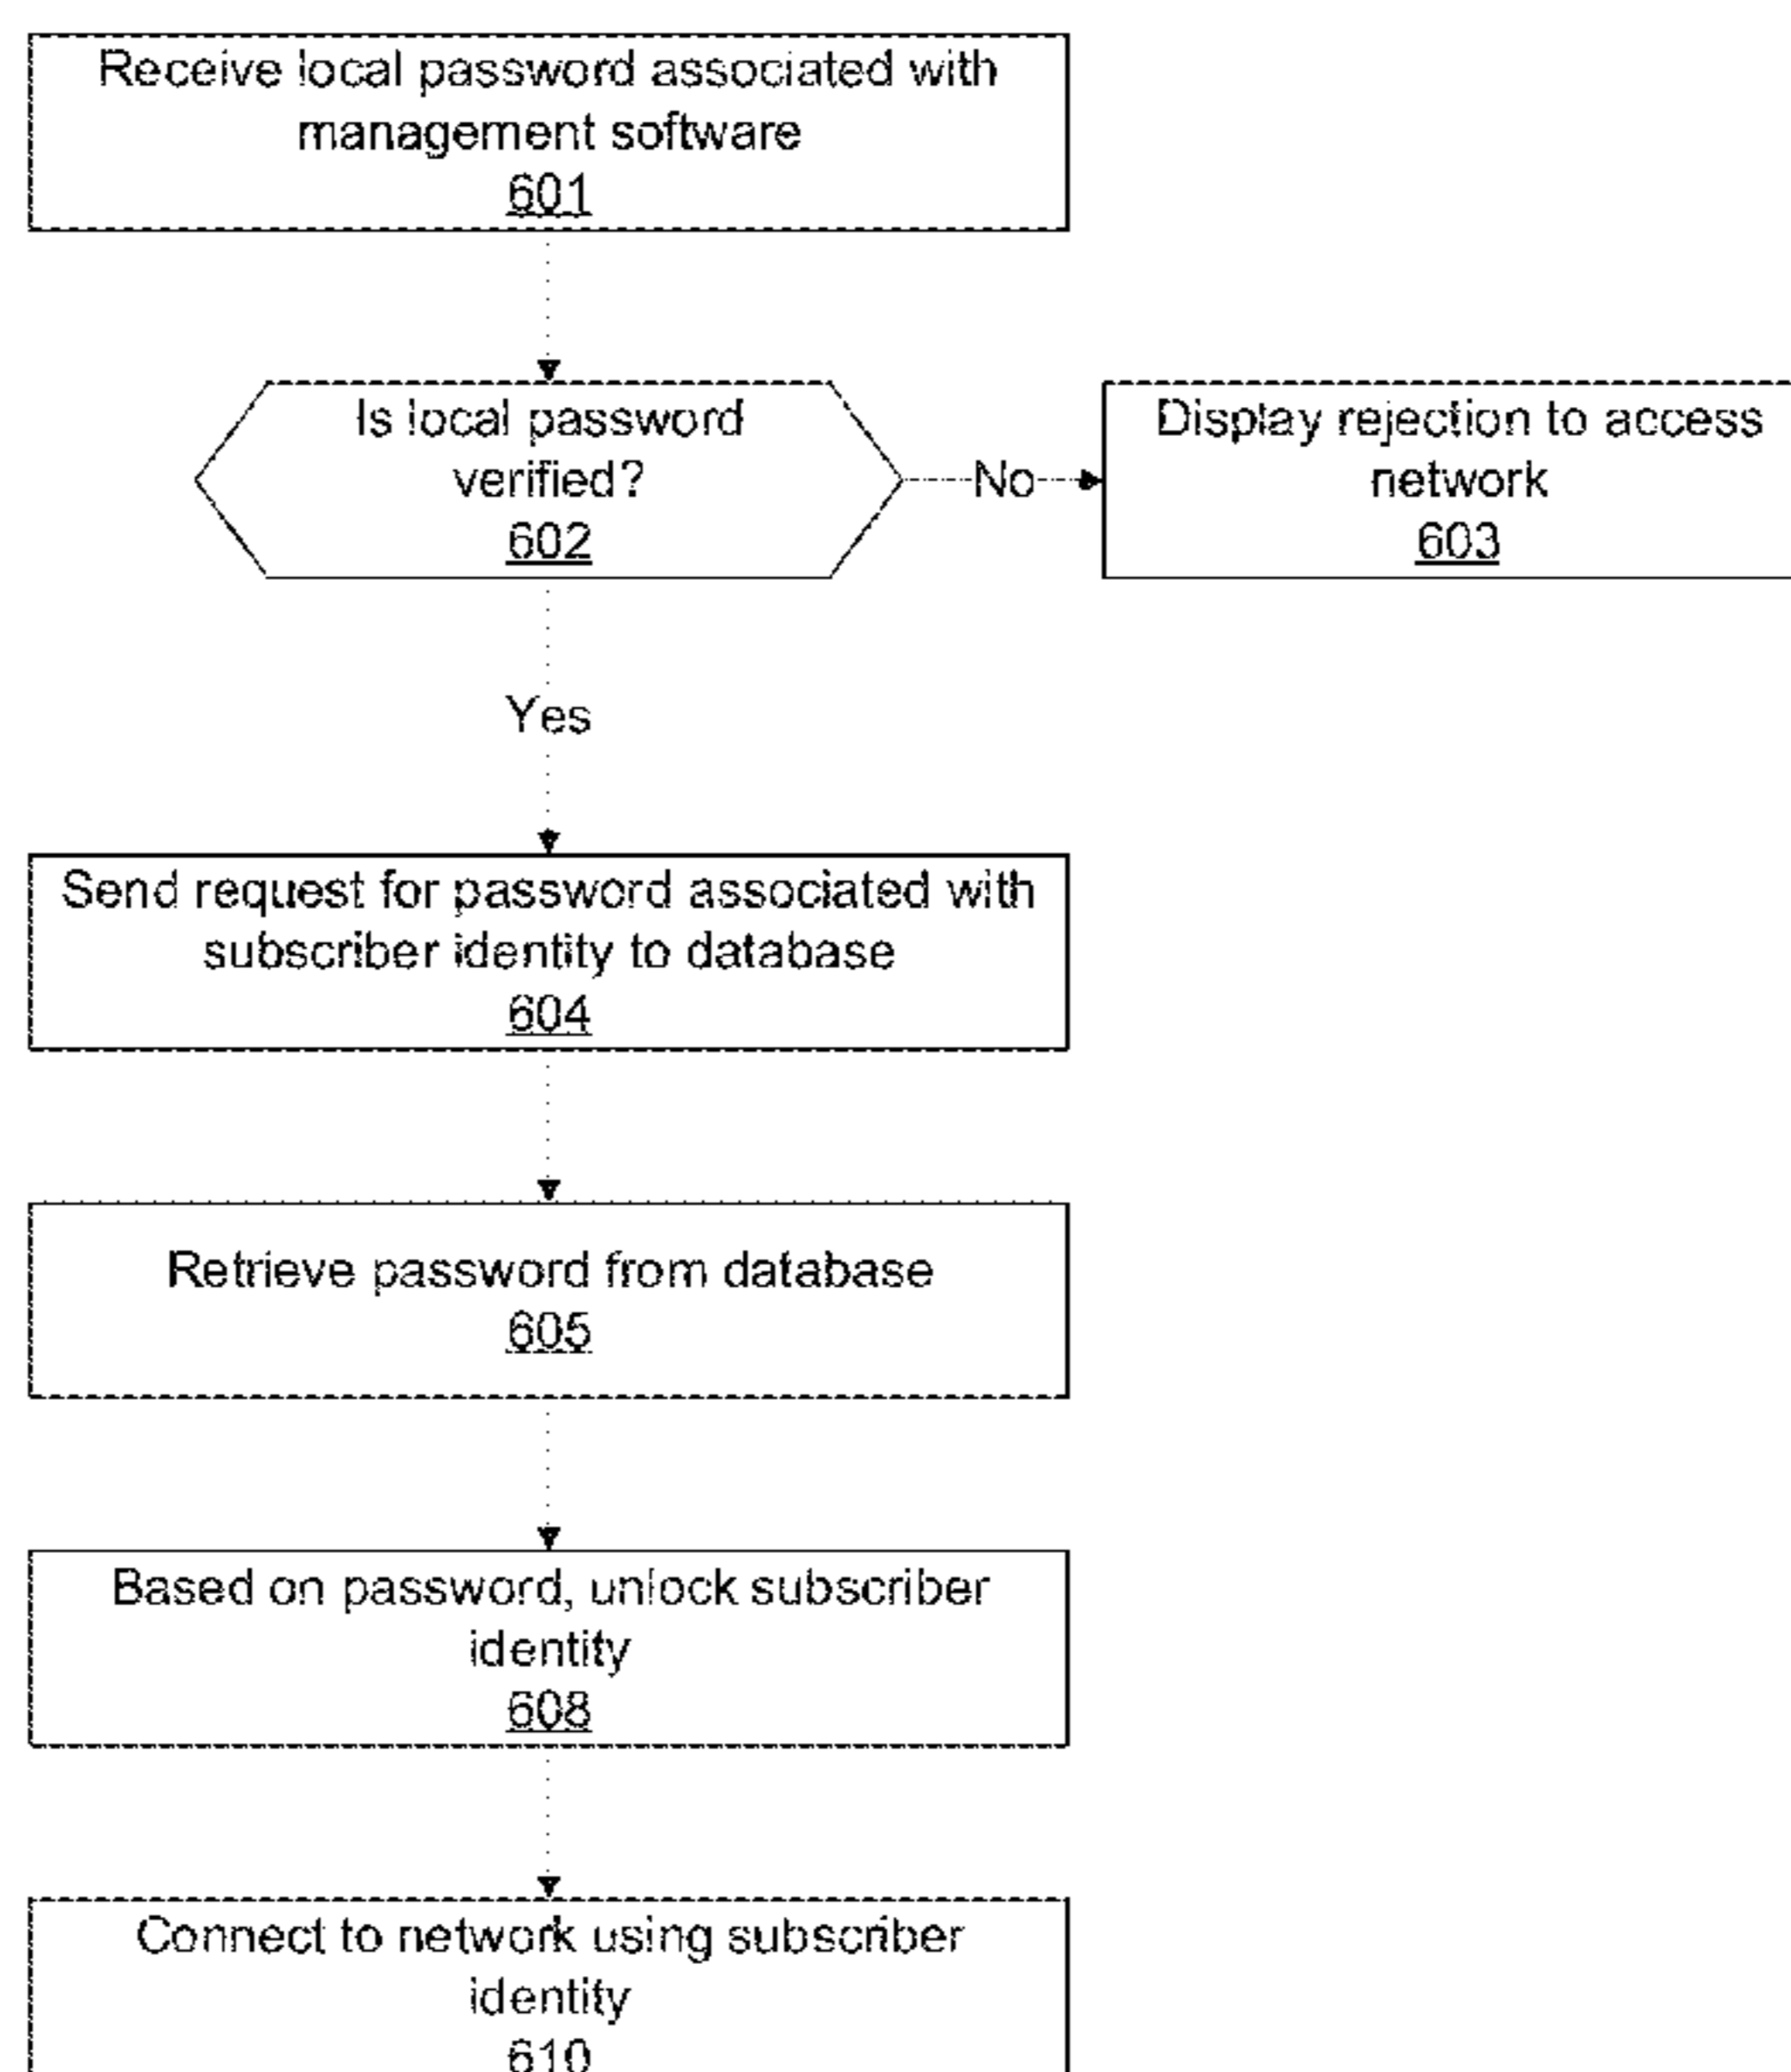 Receive local password associated with
management software
601
Is local password
verified?
602
No
Display rejection to access
network
603
Yes
Send request for password associated with
subscriber identity to database
604
Retrieve password from database
605
Based on password, unlock subscriber
identity
608
Connect to network using subscriber
identity
610